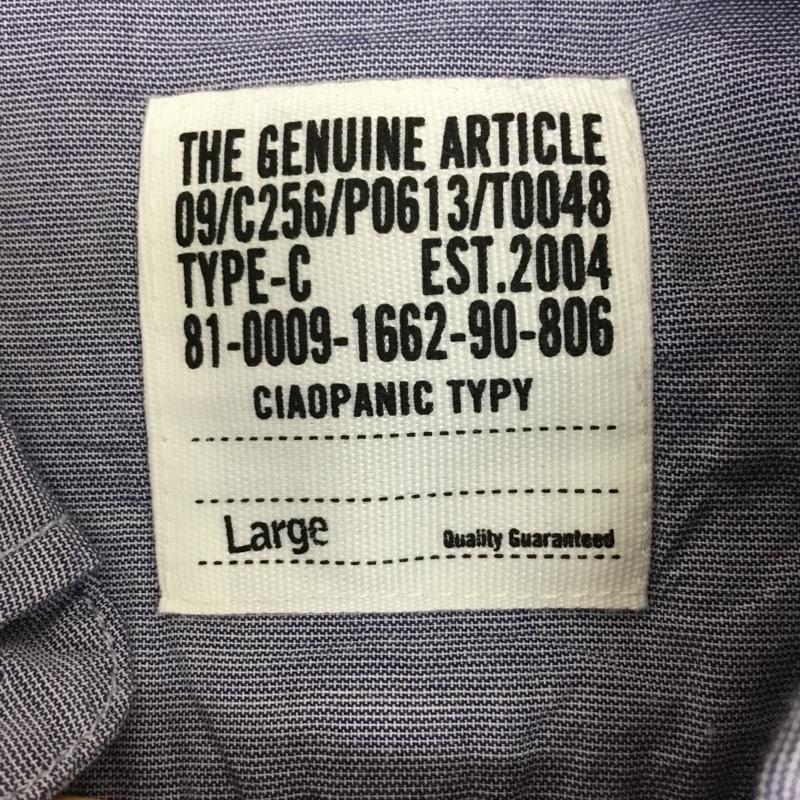 THE GENUINE ARTICLE
09/C256/P0613/T0048
TYPE-C EST.2004
81-0009-1662-90-806
CIAOPANIC TYPY
Large Quality Guaranteed